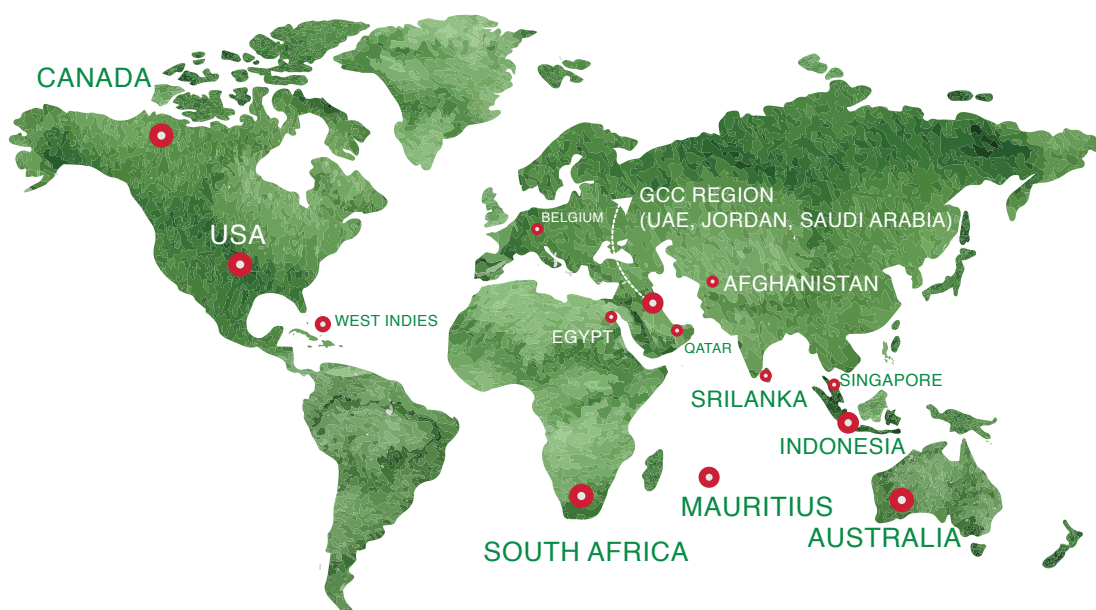 CANADA
GCC REGION
(UAE, JORDAN, SAUDI ARABIA)
BELGIUM
USA
AFGHANISTAN
WEST INDIES
EGYPT
QATAR
SINGAPORE
SRILANKA
INDONESIA
MAURITIUS
AUSTRALIA
SOUTH AFRICA